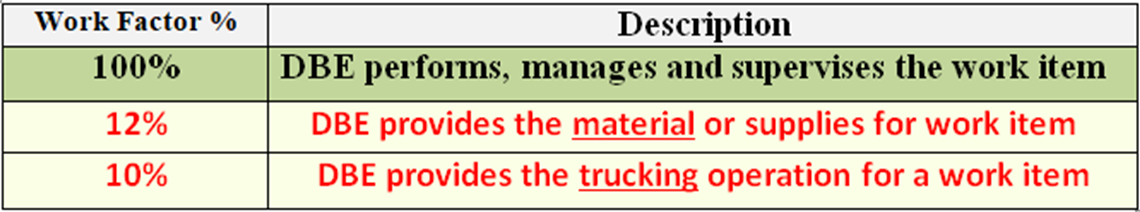 Work Factor % Description
100% DBE performs, manages and supervises the work item
12% DBE provides the material or supplies for work item
10% DBE provides the trucking operation for a work item